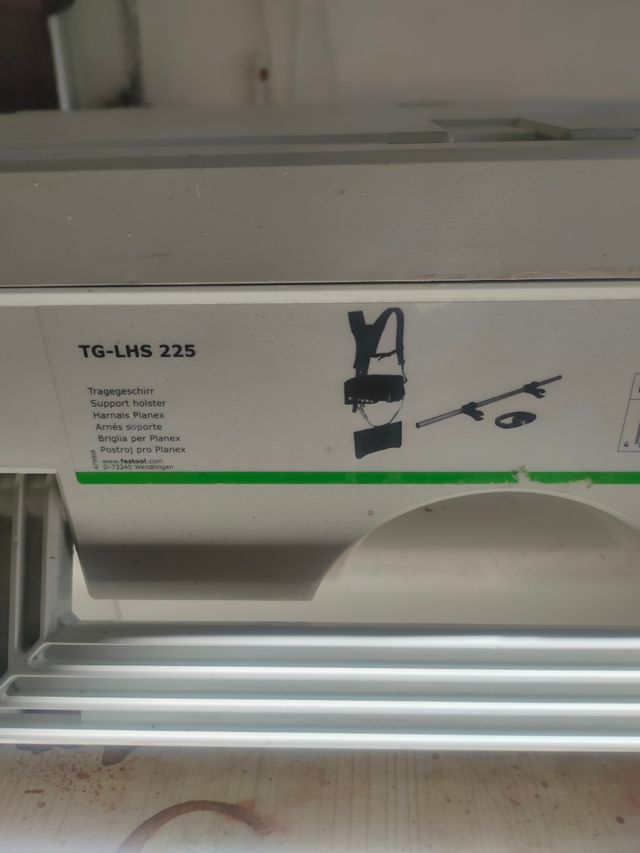 TG-LHS 225
Tragegeschirr
Support holster
Harnais Planex
Arnés soporte
Briglia per Planex
Postroj pro Planex
www.festool.com
D-73240 Wendlingen
4